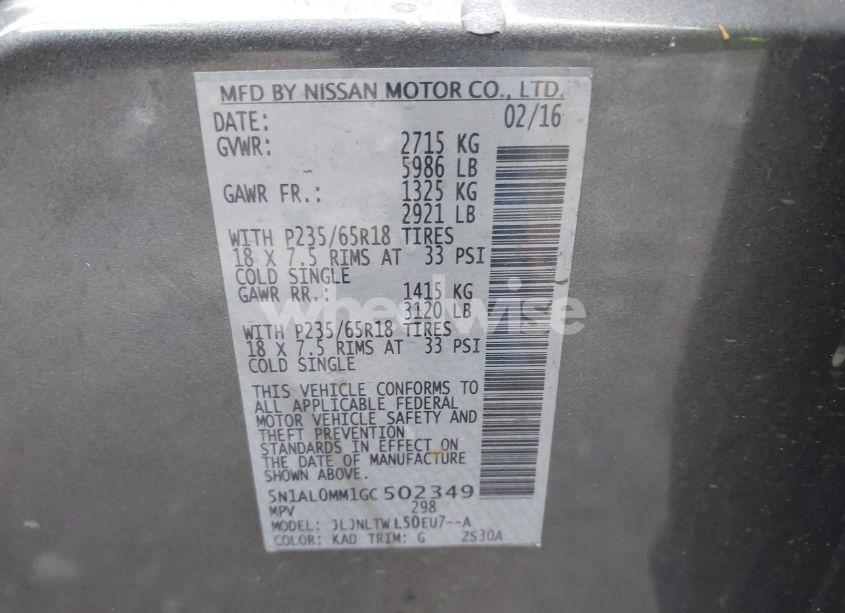 MFD BY NISSAN MOTOR CO., LTD.
DATE: 02/16
GVWR: 2715 KG
5986 LB
GAWR FR.: 1325 KG
2921 LB
WITH P235/65R18 TIRES
18 X 7.5 RIMS AT 33 PSI
COLD SINGLE
GAWR RR.: 1415 KG
3120 LB
WITH P235/65R18 TIRES
18 X 7.5 RIMS AT 33 PSI
COLD SINGLE
THIS VEHICLE CONFORMS TO
ALL APPLICABLE FEDERAL
MOTOR VEHICLE SAFETY AND
THEFT PREVENTION
STANDARDS IN EFFECT ON
THE DATE OF MANUFACTURE
SHOWN ABOVE.
5N1AL0MM1GC502349
MPV 298
MODEL: JLJNLTWL50EU7--A
COLOR: KAD TRIM: G 2S30A
wheelwise